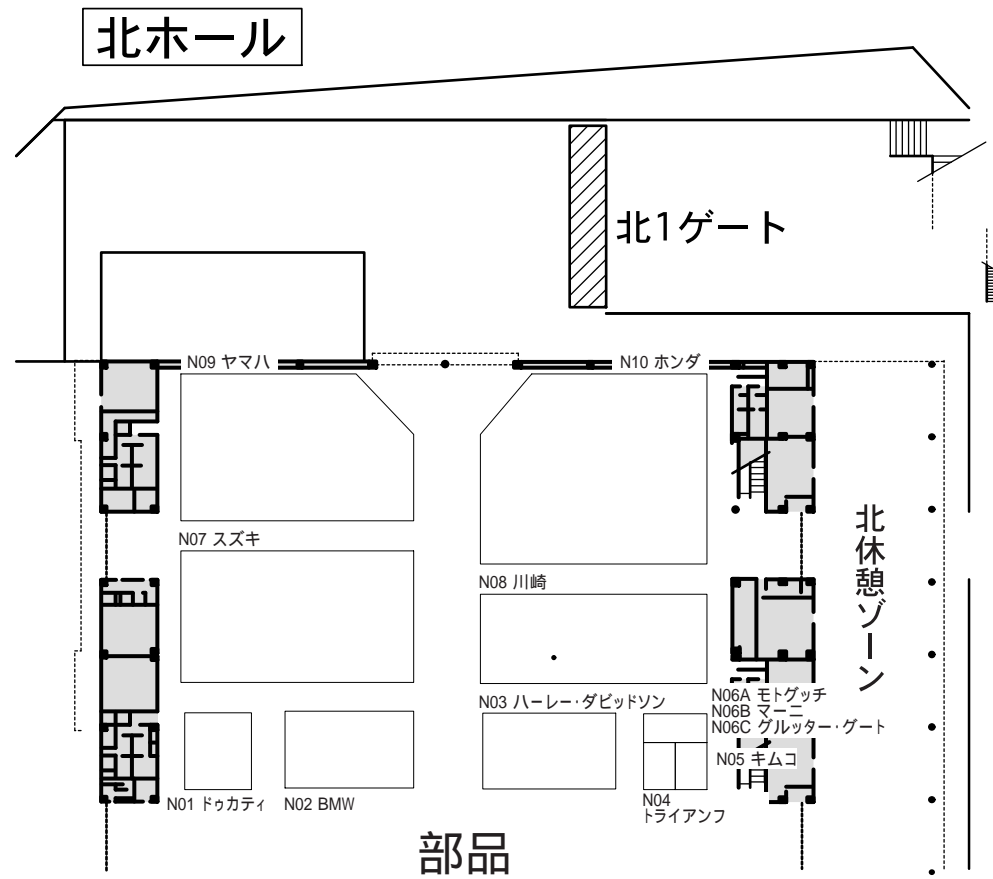 北ホール
北1ゲート
N09 ヤマハ
N10 ホンダ
N07 スズキ
N08 川崎
北休憩ゾーン
N03 ハーレー・ダビッドソン
N06A モトグッチ
N06B マーニ
N06C グルッター・ゲート
N05 キムコ
N01 ドゥカティ
N02 BMW
N04
トライアンフ
部品